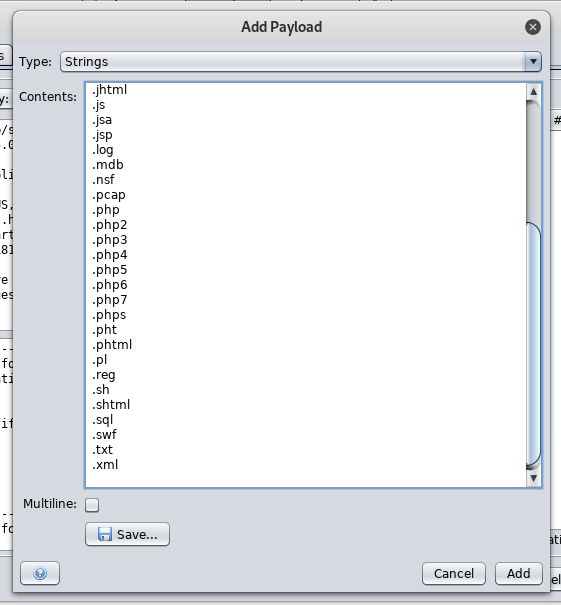 Add Payload
Type: Strings
Contents:
.jhtml
.js
.jsa
.jsp
.log
.mdb
.nsf
.pcap
.php
.php2
.php3
.php4
.php5
.php6
.php7
.phps
.pht
.phtml
.pl
.reg
.sh
.shtml
.sql
.swf
.txt
.xml
Multiline:
Save...
?
Cancel
Add